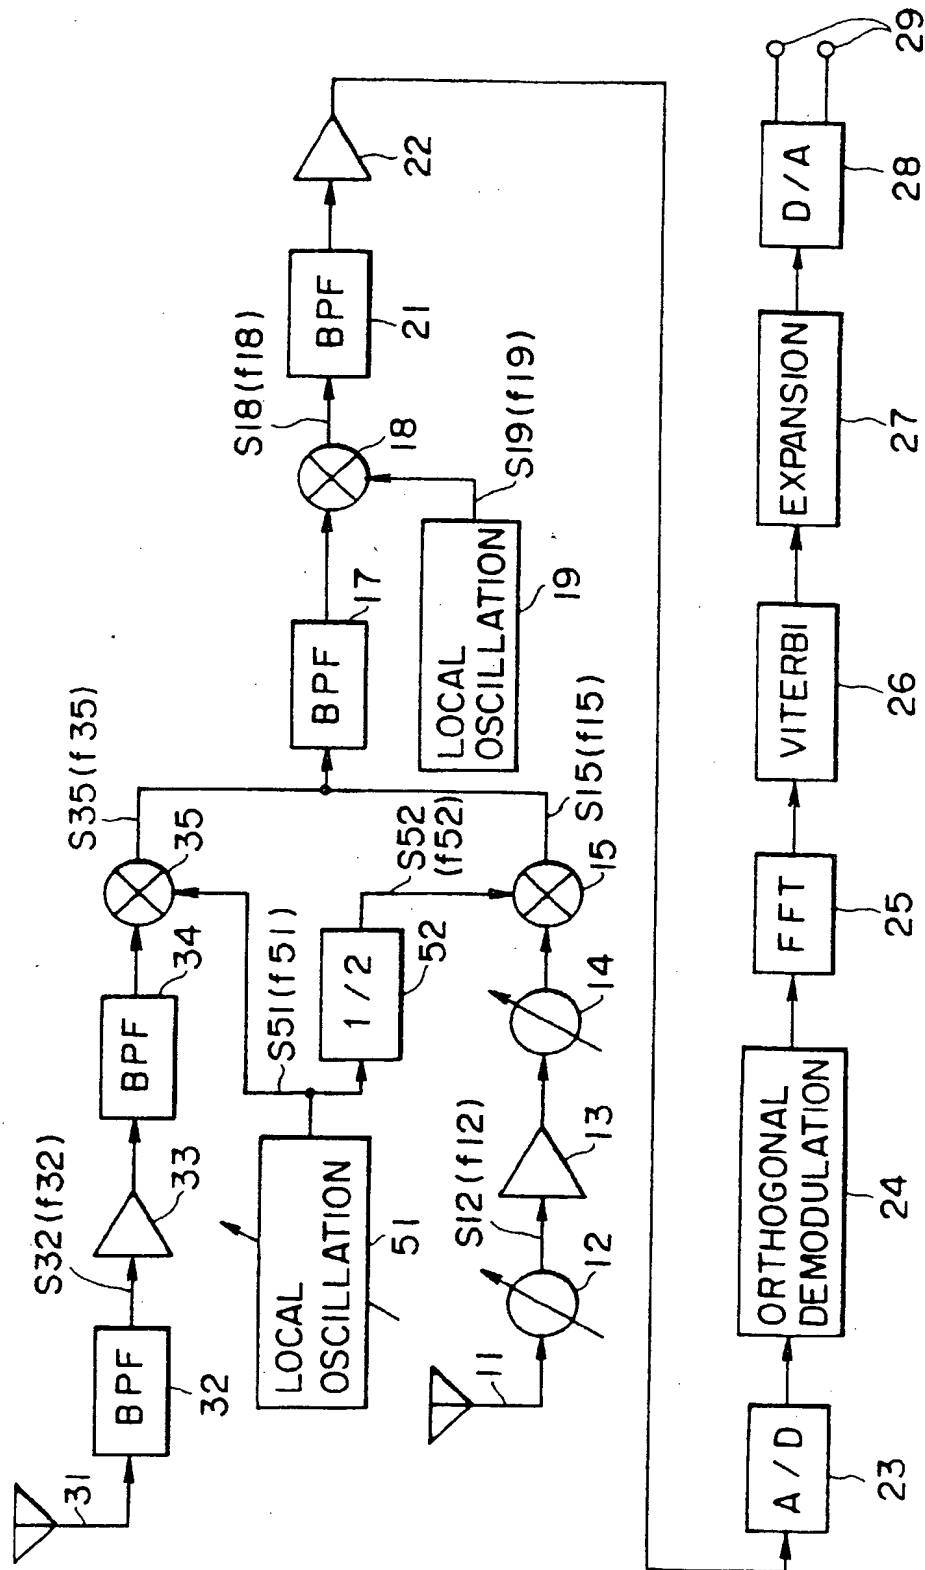 31
BPF
32
S32(f32)
33
BPF
34
35
S35(f35)
LOCAL
OSCILLATION
51
S51(f51)
1/2
52
S52
(f52)
11
12
S12(f12)
13
14
15
S15(f15)
BPF
17
18
S18(f18)
LOCAL
OSCILLATION
19
S19(f19)
BPF
21
22
A/D
23
ORTHOGONAL
DEMODULATION
24
FFT
25
VITERBI
26
EXPANSION
27
D/A
28
29